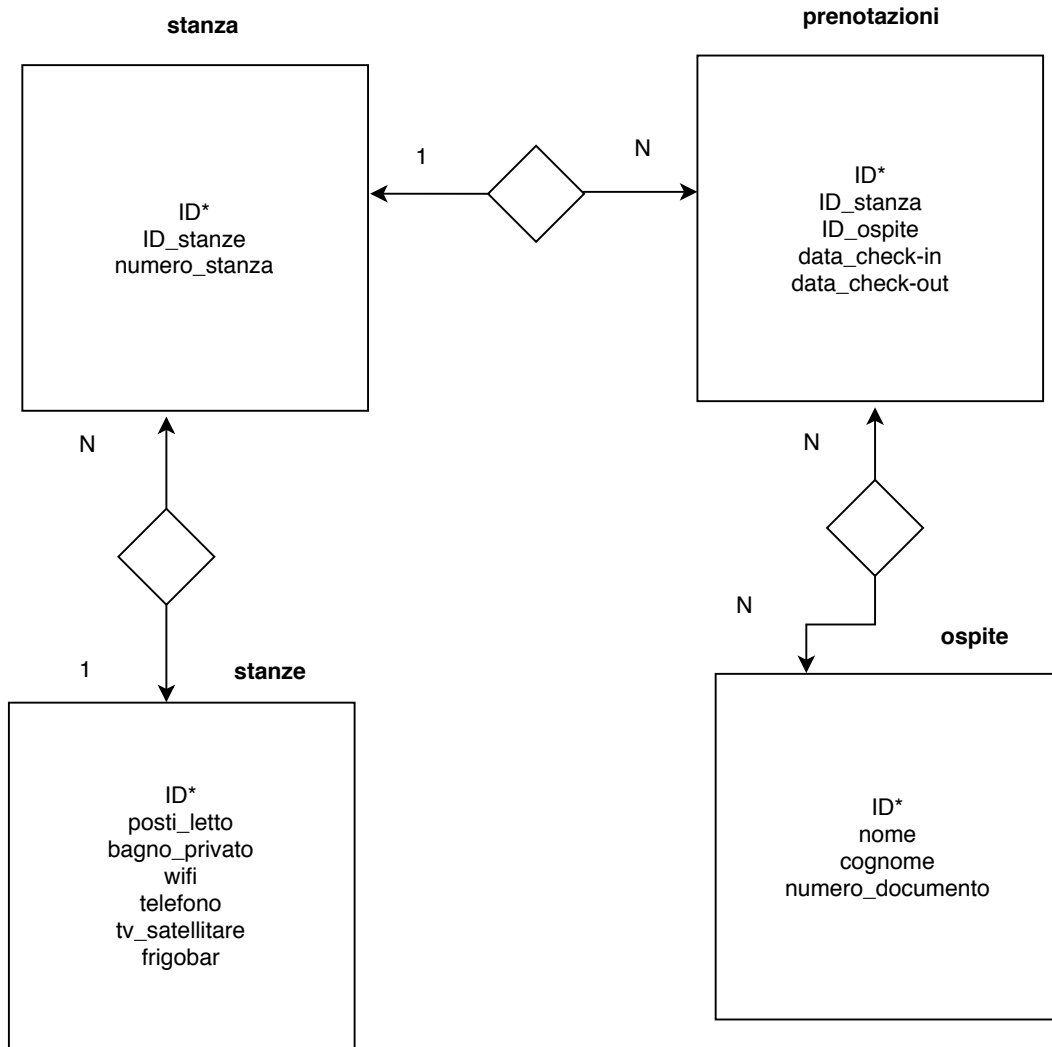 stanza
ID*
ID_stanze
numero_stanza
1
N
prenotazioni
ID*
ID_stanza
ID_ospite
data_check-in
data_check-out
N
1
stanze
ID*
posti_letto
bagno_privato
wifi
telefono
tv_satellitare
frigobar
N
N
ospite
ID*
nome
cognome
numero_documento